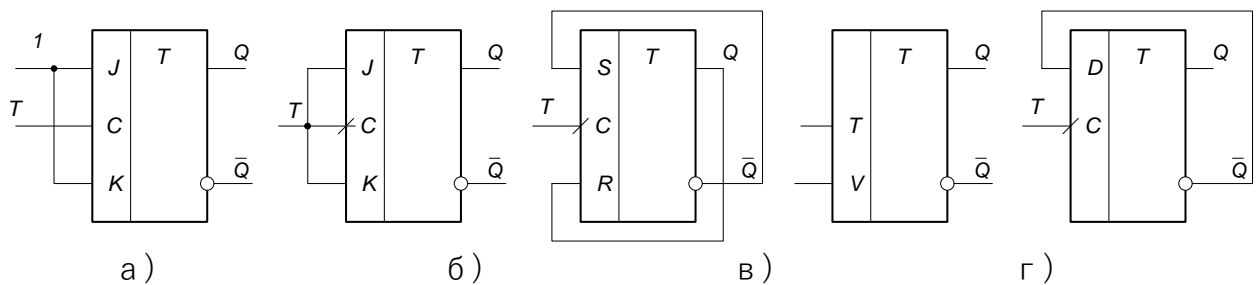 1 J T Q
T C
K Q̅
а)
J T Q
T C
K Q̅
б)
S T Q
T C
R Q̅
в)
T Q
T
V Q̅
D T Q
T C
Q̅
г)